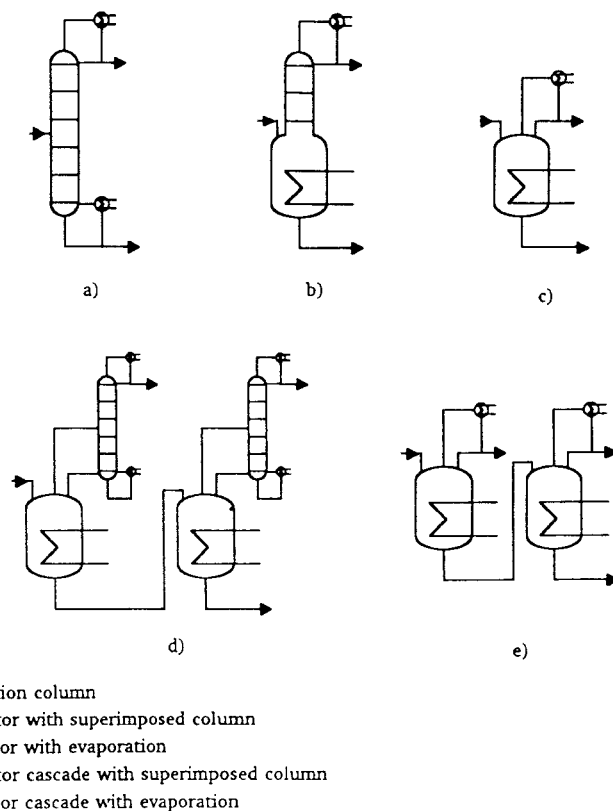 a)
b)
c)
d)
e)
ion column
tor with superimposed column
or with evaporation
tor cascade with superimposed column
or cascade with evaporation